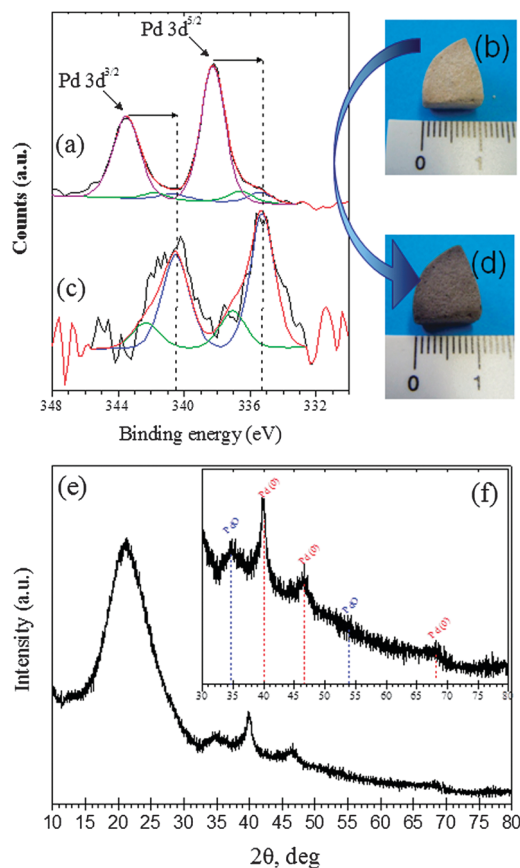 Pd 3d5/2
Pd 3d3/2
(a)
(c)
Counts (a.u.)
348 344 340 336 332
Binding energy (eV)
(b)
0 1
(d)
0 1
(e)
(f)
PdO
Pd(0)
Pd(0)
PdO
Pd(0)
30 35 40 45 50 55 60 65 70 75 80
Intensity (a.u.)
10 15 20 25 30 35 40 45 50 55 60 65 70 75 80
2θ, deg